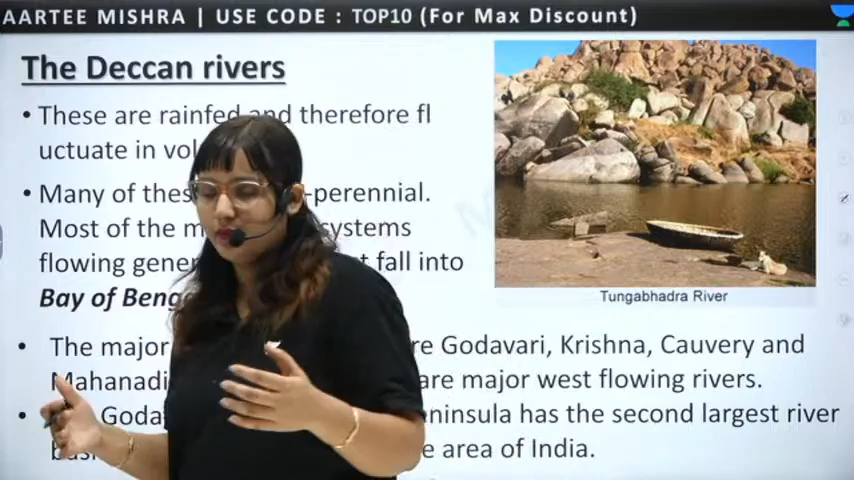 AARTEE MISHRA | USE CODE : TOP10 (For Max Discount)
The Deccan rivers
• These are rainfed and therefore fl
uctuate in vol
• Many of thes -perennial.
Most of the m systems
flowing gener t fall into
Bay of Beng
Tungabhadra River
• The major re Godavari, Krishna, Cauvery and
Mahanadi are major west flowing rivers.
• Goda ninsula has the second largest river
bas e area of India.